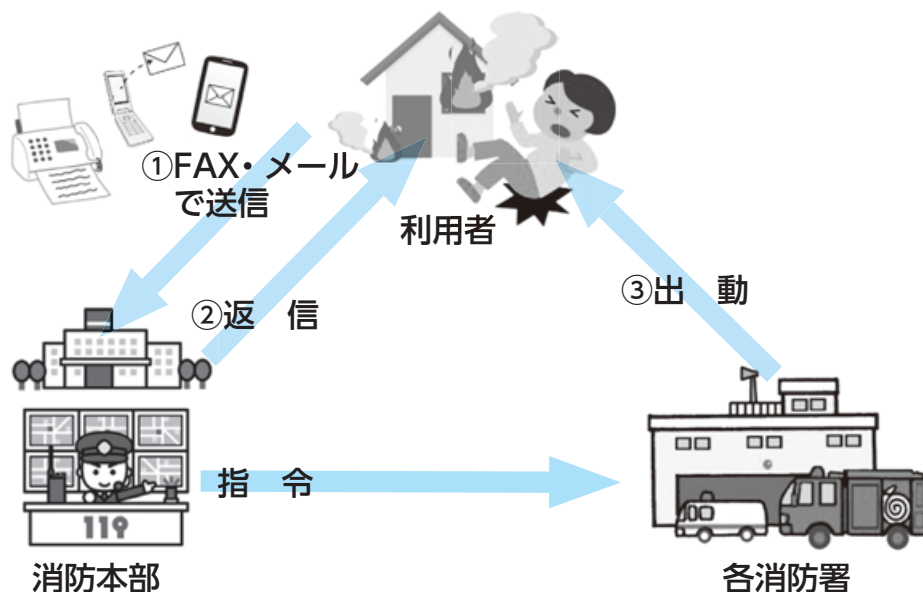 ①FAX・メール
で送信
利用者
②返　信
③出　動
指　令
119
消防本部
各消防署